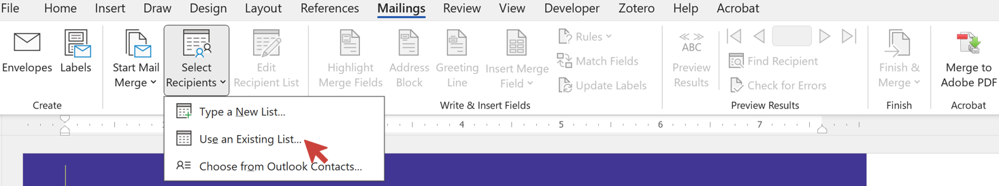 File Home Insert Draw Design Layout References Mailings Review View Developer Zotero Help Acrobat
Envelopes
Labels
Start Mail
Merge
Select
Recipients
Edit
Recipient List
Highlight
Merge Fields
Address
Block
Greeting
Line
Insert Merge
Field
Rules
Match Fields
Update Labels
ABC
Preview
Results
Find Recipient
Check for Errors
Finish &
Merge
Merge to
Adobe PDF
Create
Write & Insert Fields
Preview Results
Finish
Acrobat
Type a New List...
Use an Existing List...
Choose from Outlook Contacts...
4 5 6 7